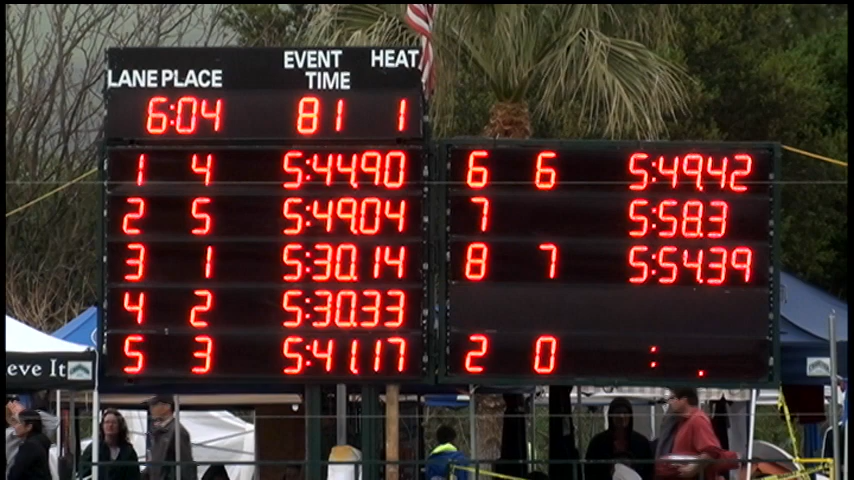 LANE PLACE EVENT TIME HEAT
6:04 81 1
1 4 5:44.90
2 5 5:49.04
3 1 5:30.14
4 2 5:30.33
5 3 5:41.17
6 6 5:49.42
7 5:58.3
8 7 5:54.39
2 0 : .
eve It